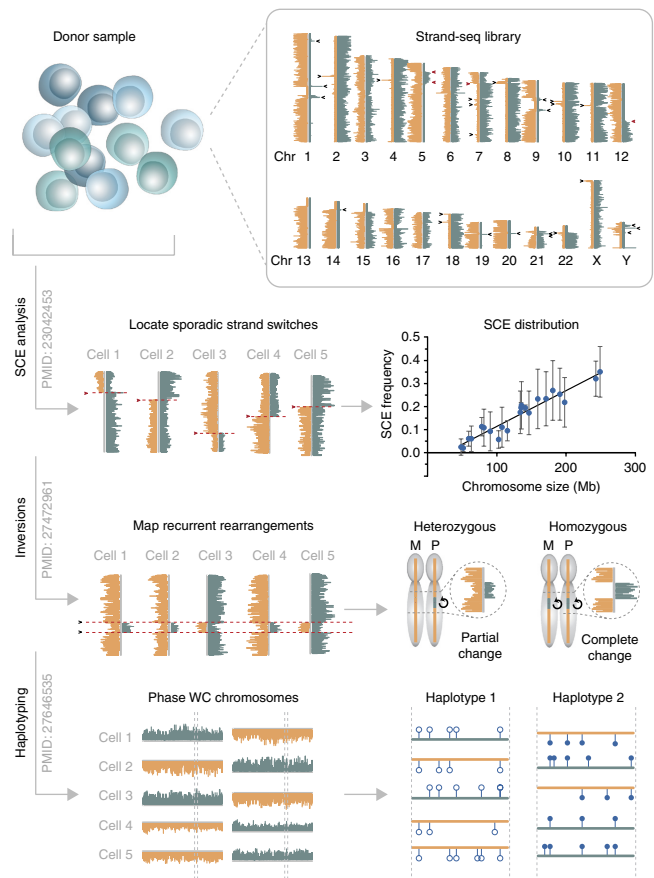 Donor sample
Strand-seq library
Chr 1 2 3 4 5 6 7 8 9 10 11 12
Chr 13 14 15 16 17 18 19 20 21 22 X Y
SCE analysis
PMID: 23042453
Locate sporadic strand switches
Cell 1 Cell 2 Cell 3 Cell 4 Cell 5
SCE distribution
SCE frequency
0.5
0.4
0.3
0.2
0.1
0.0
100 200 300
Chromosome size (Mb)
Inversions
PMID: 27472961
Map recurrent rearrangements
Cell 1 Cell 2 Cell 3 Cell 4 Cell 5
Heterozygous
M P
Partial
change
Homozygous
M P
Complete
change
Haplotyping
PMID: 27646535
Phase WC chromosomes
Cell 1
Cell 2
Cell 3
Cell 4
Cell 5
Haplotype 1
Haplotype 2